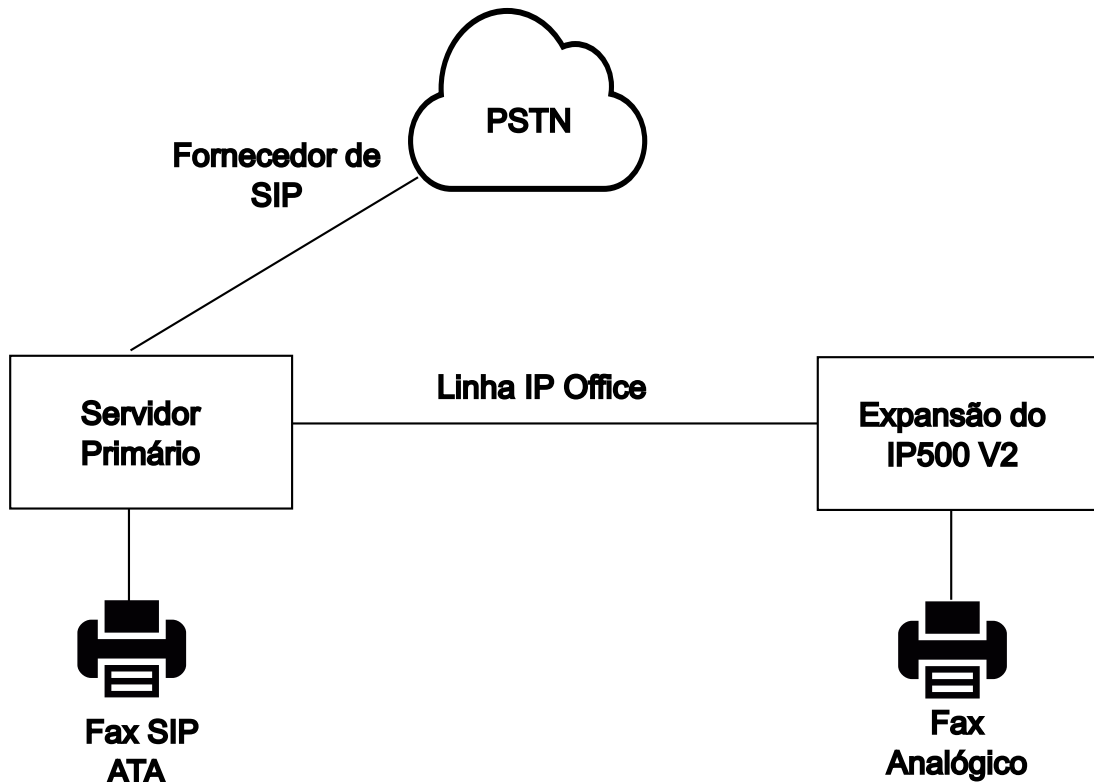 PSTN
Fornecedor de
SIP
Linha IP Office
Servidor
Primário
Expansão do
IP500 V2
Fax SIP
ATA
Fax
Analógico